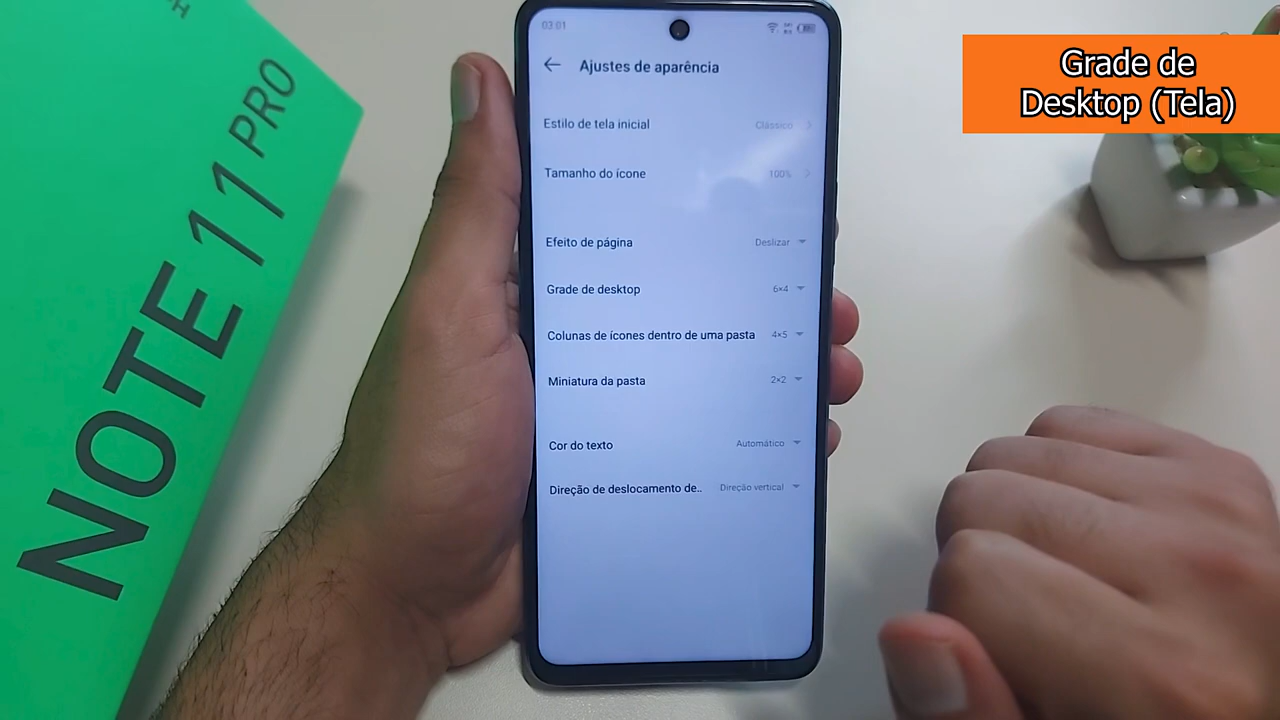 NOTE 11 PRO
03:01
Ajustes de aparência
Estilo de tela inicial Clássico
Tamanho do ícone 100%
Efeito de página Deslizar
Grade de desktop 6×4
Colunas de ícones dentro de uma pasta 4×5
Miniatura da pasta 2×2
Cor do texto Automático
Direção de deslocamento de.. Direção vertical
Grade de
Desktop (Tela)